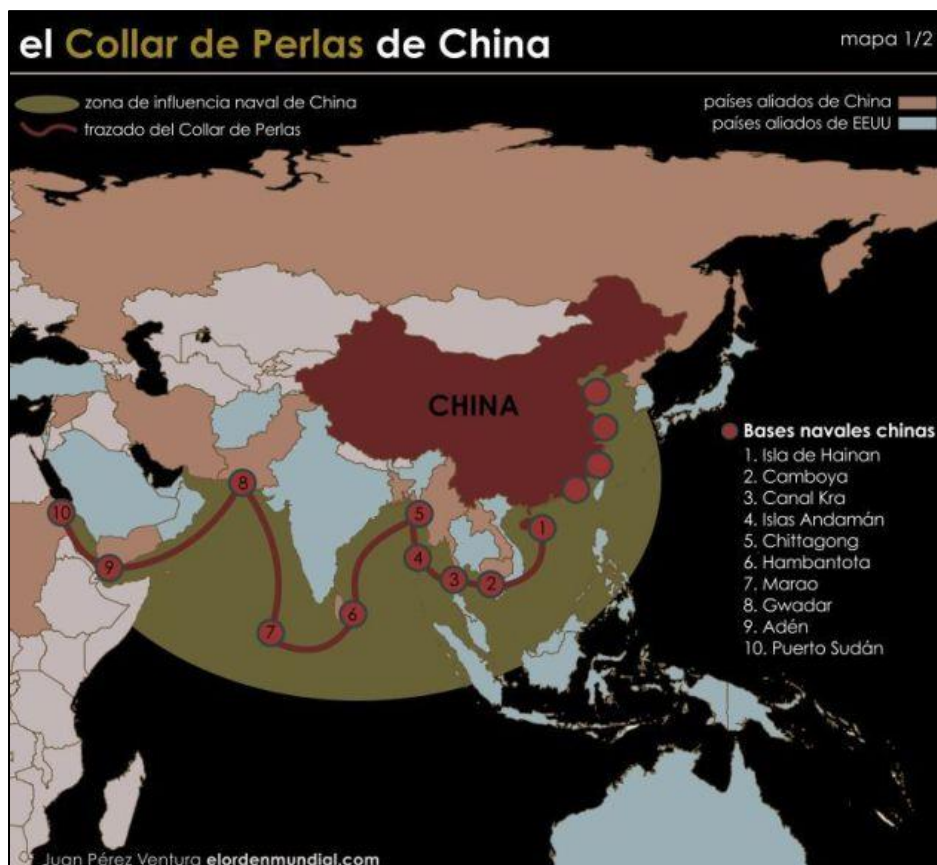 el Collar de Perlas de China
mapa 1/2
zona de influencia naval de China
trazado del Collar de Perlas
países aliados de China
países aliados de EEUU
CHINA
Bases navales chinas
1. Isla de Hainan
2. Camboya
3. Canal Kra
4. Islas Andamán
5. Chittagong
6. Hambantota
7. Marao
8. Gwadar
9. Adén
10. Puerto Sudán
8
10
5
1
4
9
3
2
6
7
Juan Pérez Ventura elordenmundial.com